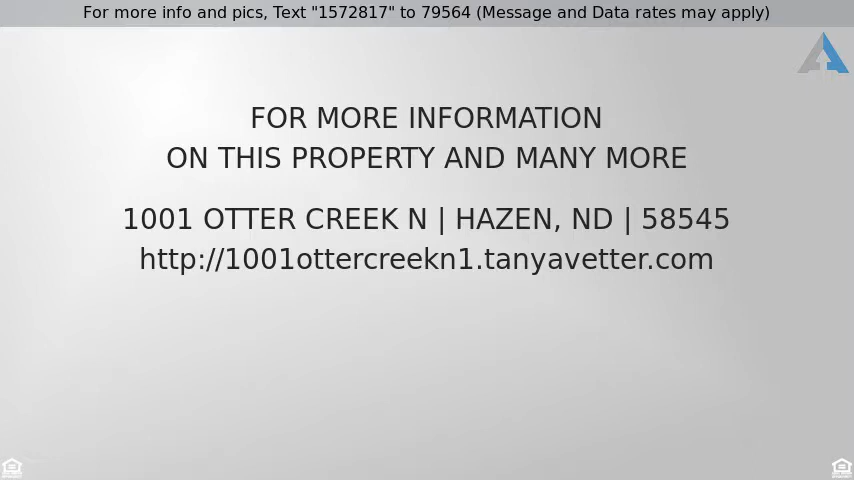 For more info and pics, Text "1572817" to 79564 (Message and Data rates may apply)
FOR MORE INFORMATION
ON THIS PROPERTY AND MANY MORE
1001 OTTER CREEK N | HAZEN, ND | 58545
http://1001ottercreekn1.tanyavetter.com